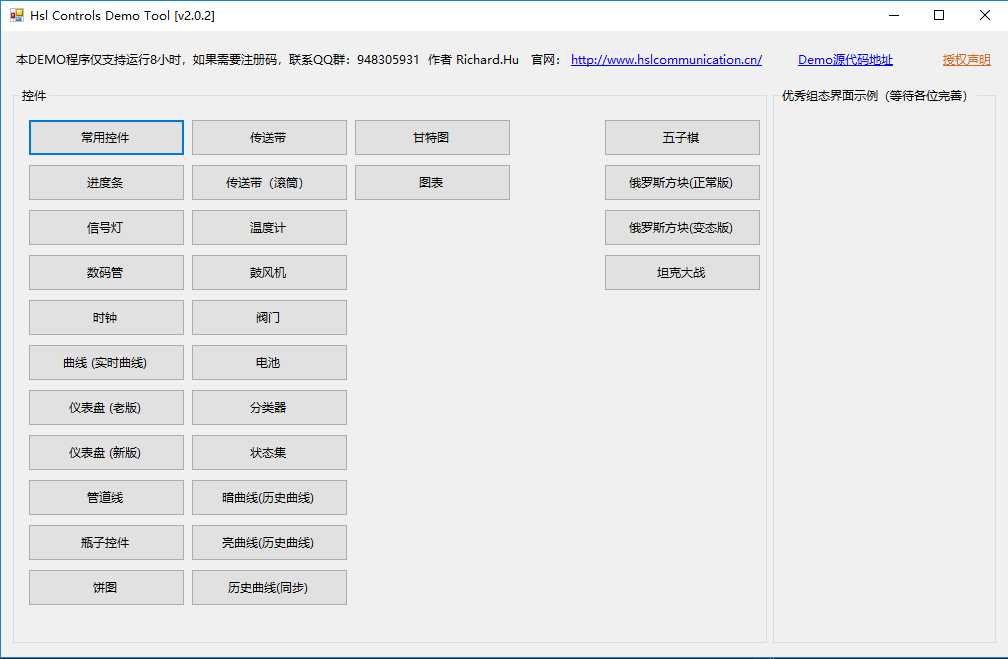 Hsl Controls Demo Tool [v2.0.2]
本DEMO程序仅支持运行8小时，如果需要注册码，联系QQ群：948305931 作者 Richard.Hu 官网： http://www.hslcommunication.cn/ Demo源代码地址 授权声明
控件 优秀组态界面示例（等待各位完善）
常用控件 传送带 甘特图 五子棋
进度条 传送带（滚筒） 图表 俄罗斯方块(正常版)
信号灯 温度计 俄罗斯方块(变态版)
数码管 鼓风机 坦克大战
时钟 阀门
曲线 (实时曲线) 电池
仪表盘 (老版) 分类器
仪表盘 (新版) 状态集
管道线 暗曲线(历史曲线)
瓶子控件 亮曲线(历史曲线)
饼图 历史曲线(同步)